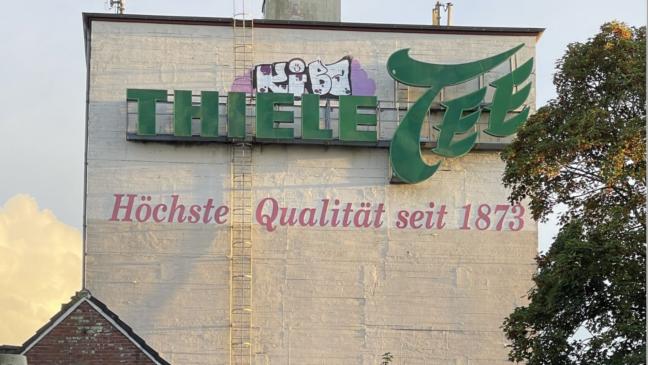 THIELE TEE
Höchste Qualität seit 1873